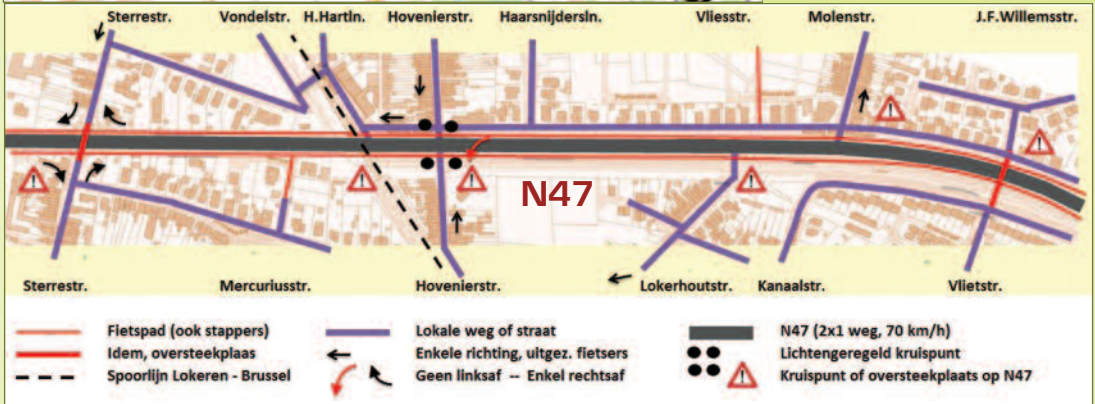 Sterrestr. Vondelstr. H.Hartln. Hovenierstr. Haarsnijdersln. Vliesstr. Molenstr. J.F.Willemsstr.
N47
Sterrestr. Mercuriusstr. Hovenierstr. Lokerhoutstr. Kanaalstr. Vlietstr.
Fietspad (ook stappers) Lokale weg of straat N47 (2x1 weg, 70 km/h)
Idem, oversteekplaas Enkele richting, uitgez. fietsers Lichtengeregeld kruispunt
Spoorlijn Lokeren - Brussel Geen linksaf -- Enkel rechtsaf Kruispunt of oversteekplaats op N47